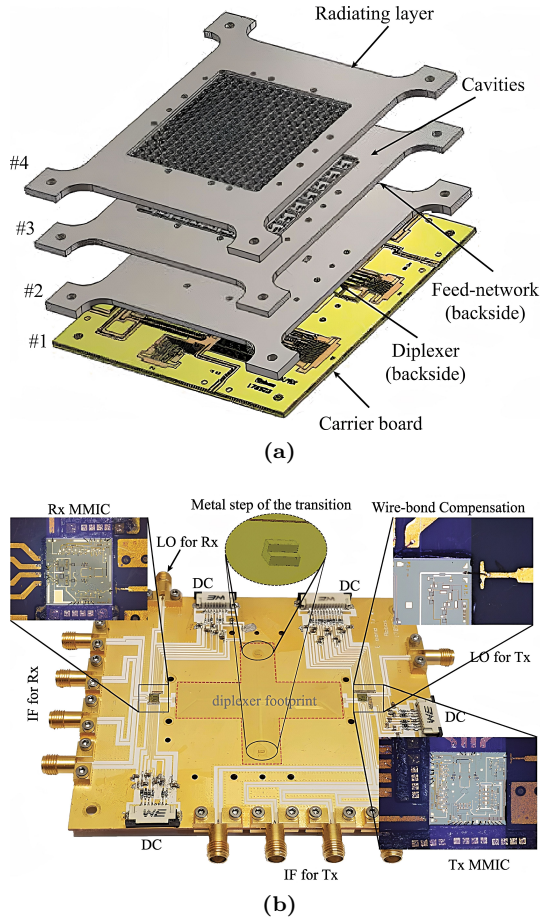 Radiating layer
Cavities
#4
#3
#2
#1
Feed-network
(backside)
Diplexer
(backside)
Carrier board
(a)
Rx MMIC
Metal step of the transition
Wire-bond Compensation
LO for Rx
DC
DC
LO for Tx
IF for Rx
diplexer footprint
DC
DC
IF for Tx
Tx MMIC
(b)